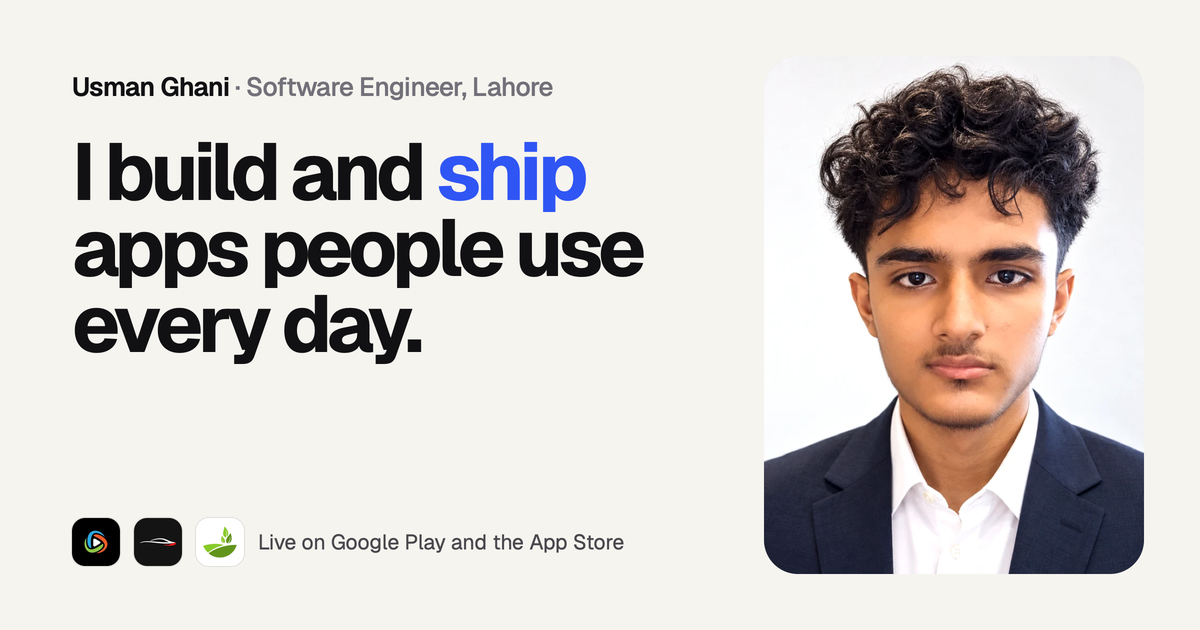 Usman Ghani · Software Engineer, Lahore
I build and ship
apps people use
every day.
Live on Google Play and the App Store